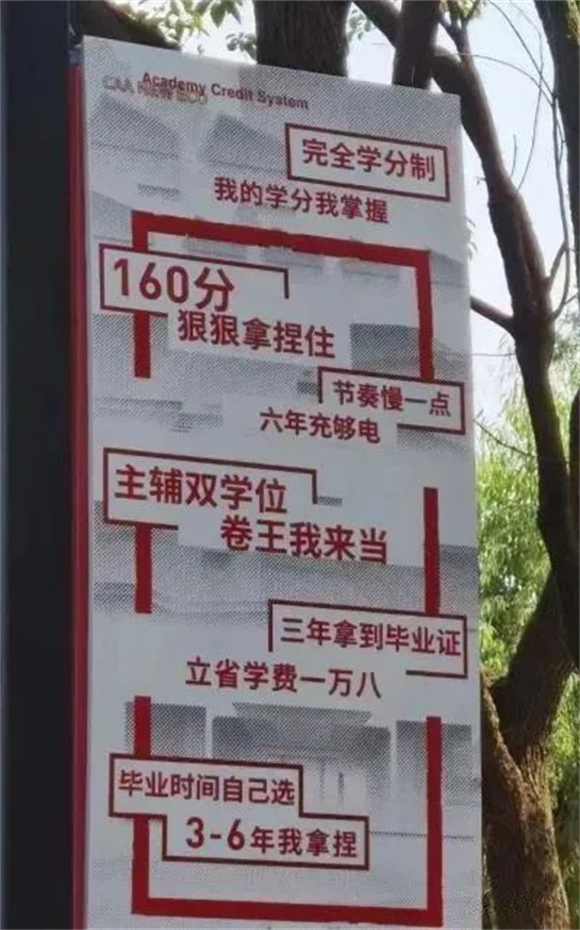 Academy Credit System
完全学分制
我的学分我掌握
160分
狠狠拿捏住
节奏慢一点
六年充够电
主辅双学位
卷王我来当
三年拿到毕业证
立省学费一万八
毕业时间自己选
3-6年我拿捏